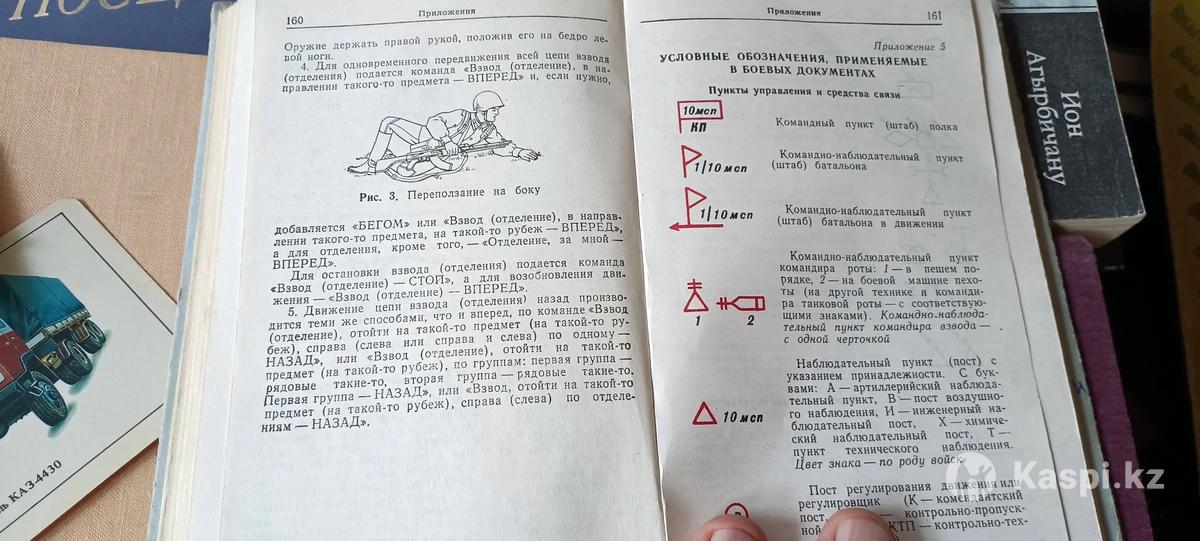 160
Приложения
Оружие держать правой рукой, положив его на бедро ле-
вой ноги.
4. Для одновременного передвижения всей цепи взвода
(отделения) подается команда «Взвод (отделение), в на-
правлении такого-то предмета — ВПЕРЕД» и, если нужно,
Рис. 3. Переползание на боку
добавляется «БЕГОМ» или «Взвод (отделение), в направ-
лении такого-то предмета, на такой-то рубеж — ВПЕРЕД»,
а для отделения, кроме того, — «Отделение, за мной —
ВПЕРЕД».
Для остановки взвода (отделения) подается команда
«Взвод (отделение) — СТОЙ», а для возобновления дви-
жения — «Взвод (отделение) — ВПЕРЕД».
5. Движение цепи взвода (отделения) назад произво-
дится теми же способами, что и вперед, по команде «Взвод
(отделение), отойти на такой-то предмет (на такой-то ру-
беж), справа (слева или справа и слева) по одному —
НАЗАД», или «Взвод (отделение), отойти на такой-то
предмет (на такой-то рубеж), по группам: первая группа —
рядовые такие-то, вторая группа — рядовые такие-то.
Первая группа — НАЗАД», или «Взвод, отойти на такой-то
предмет (на такой-то рубеж), справа (слева) по отделе-
ниям — НАЗАД».
Приложения
161
Приложение 5
УСЛОВНЫЕ ОБОЗНАЧЕНИЯ, ПРИМЕНЯЕМЫЕ
В БОЕВЫХ ДОКУМЕНТАХ
Пункты управления и средства связи
10мсп
КП
Командный пункт (штаб) полка
1/10 мсп
Командно-наблюдательный пункт
(штаб) батальона
1/10 мсп
Командно-наблюдательный пункт
(штаб) батальона в движении
1
2
Командно-наблюдательный пункт
командира роты: 1 — в пешем по-
рядке, 2 — на боевой машине пехо-
ты (на другой технике и команди-
ра танковой роты — с соответствую-
щими знаками). Командно-наблюда-
тельный пункт командира взвода —
с одной черточкой
10 мсп
Наблюдательный пункт (пост) с
указанием принадлежности. С бук-
вами: А — артиллерийский наблюда-
тельный пункт, В — пост воздушно-
го наблюдения, И — инженерный на-
блюдательный пост, Х — химиче-
ский наблюдательный пост, Т —
пункт технического наблюдения.
Цвет знака — по роду войск
Пост регулирования движения или
регулировщик (К — комендантский
пост, — контрольно-пропуск-
КТП — контрольно-тех-
Ион
Агырбичану
КАЗ-4430
Kaspi.kz